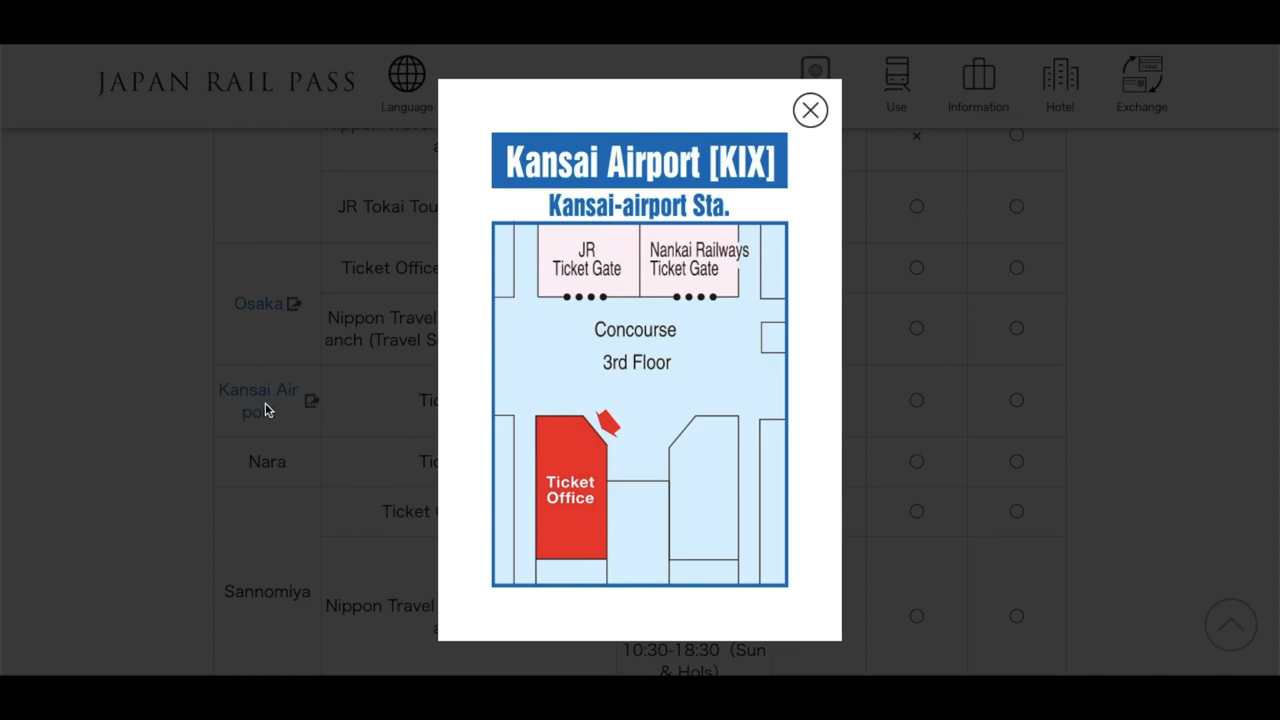 JAPAN RAIL PASS
Language
Use
Information
Hotel
Exchange
Kansai Airport [KIX]
Kansai-airport Sta.
JR
Ticket Gate
Nankai Railways
Ticket Gate
Concourse
3rd Floor
Ticket
Office
JR Tokai Tou
Ticket Office
Osaka
Nippon Travel
anch (Travel S
Kansai Air
Tic
Nara
Tic
Ticket
Sannomiya
Nippon Travel
10:30-18:30 (Sun
& Hols)